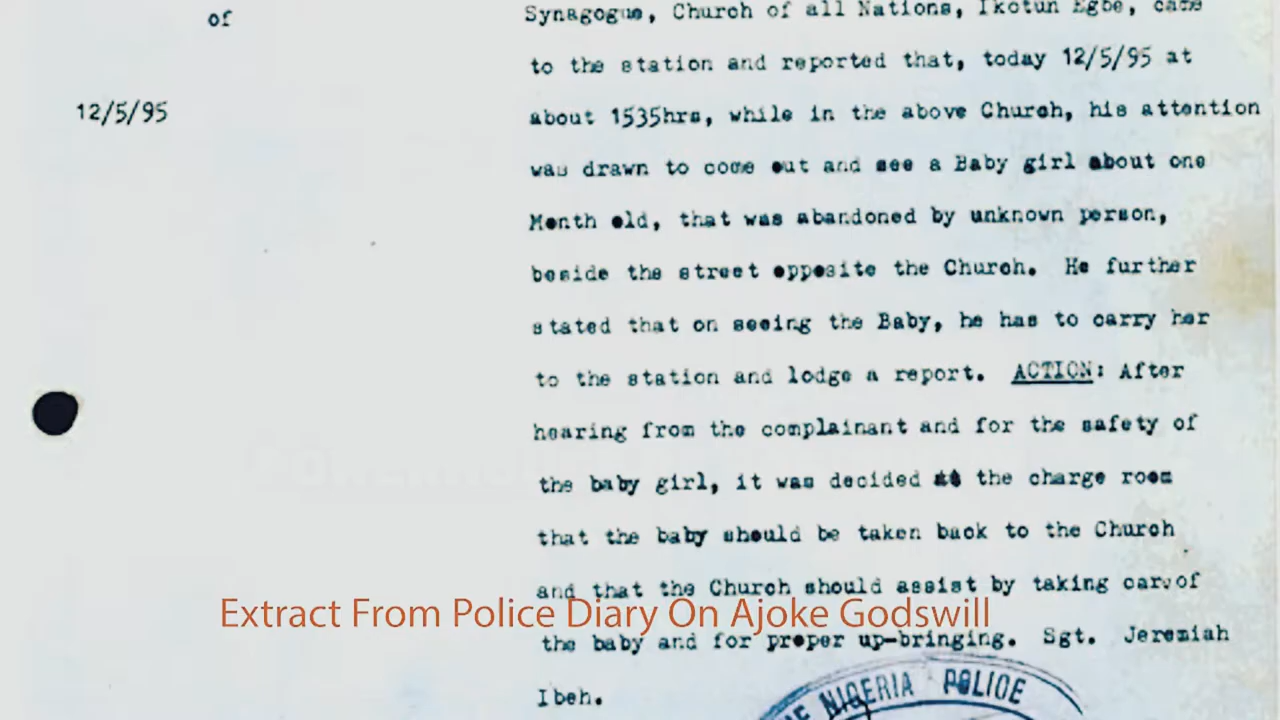 of
Synagogue, Church of all Nations, Ikotun Egbe, came
to the station and reported that, today 12/5/95 at
12/5/95
about 1535hrs, while in the above Church, his attention
was drawn to come out and see a Baby girl about one
Month old, that was abandoned by unknown person,
beside the street opposite the Church. He further
stated that on seeing the Baby, he has to carry her
to the station and lodge a report. ACTION: After
hearing from the complainant and for the safety of
the baby girl, it was decided at the charge room
that the baby should be taken back to the Church
and that the Church should assist by taking care of
Extract From Police Diary On Ajoke Godswill
the baby and for proper up-bringing. Sgt. Jeremiah
Ibeh.
NIGERIA POLICE